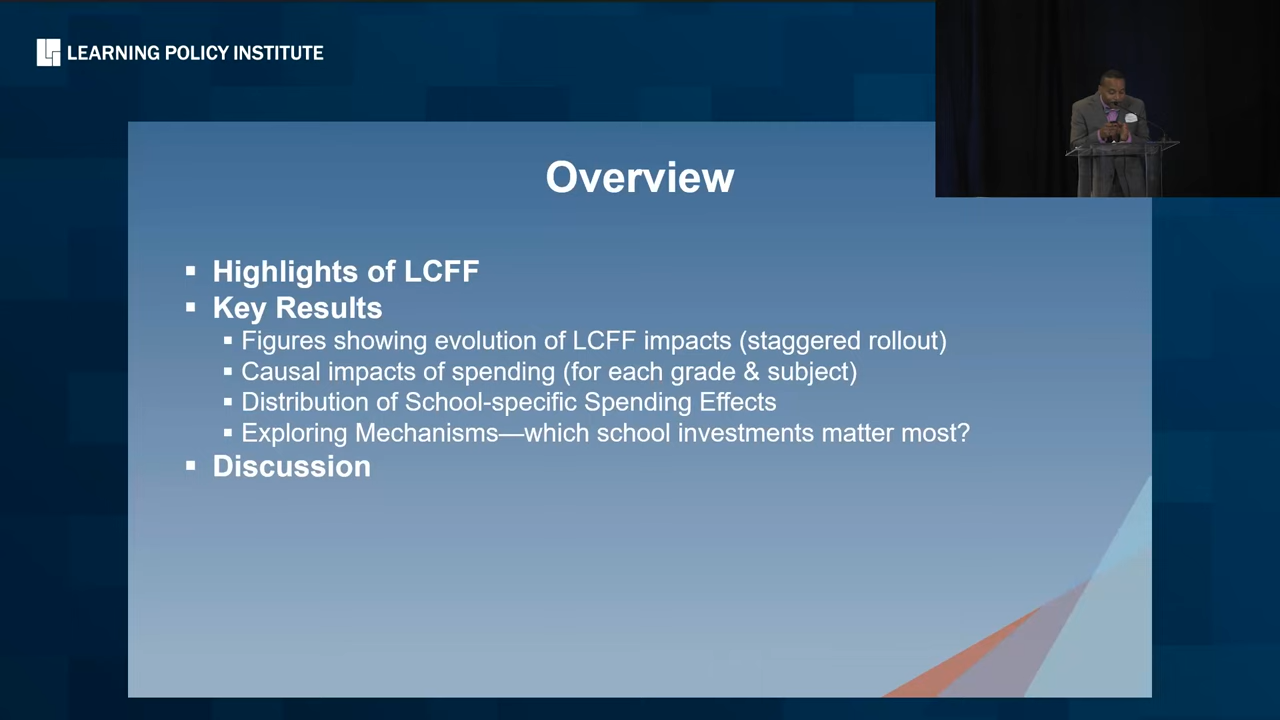 LEARNING POLICY INSTITUTE
Overview
▪ Highlights of LCFF
▪ Key Results
▪ Figures showing evolution of LCFF impacts (staggered rollout)
▪ Causal impacts of spending (for each grade & subject)
▪ Distribution of School-specific Spending Effects
▪ Exploring Mechanisms—which school investments matter most?
▪ Discussion